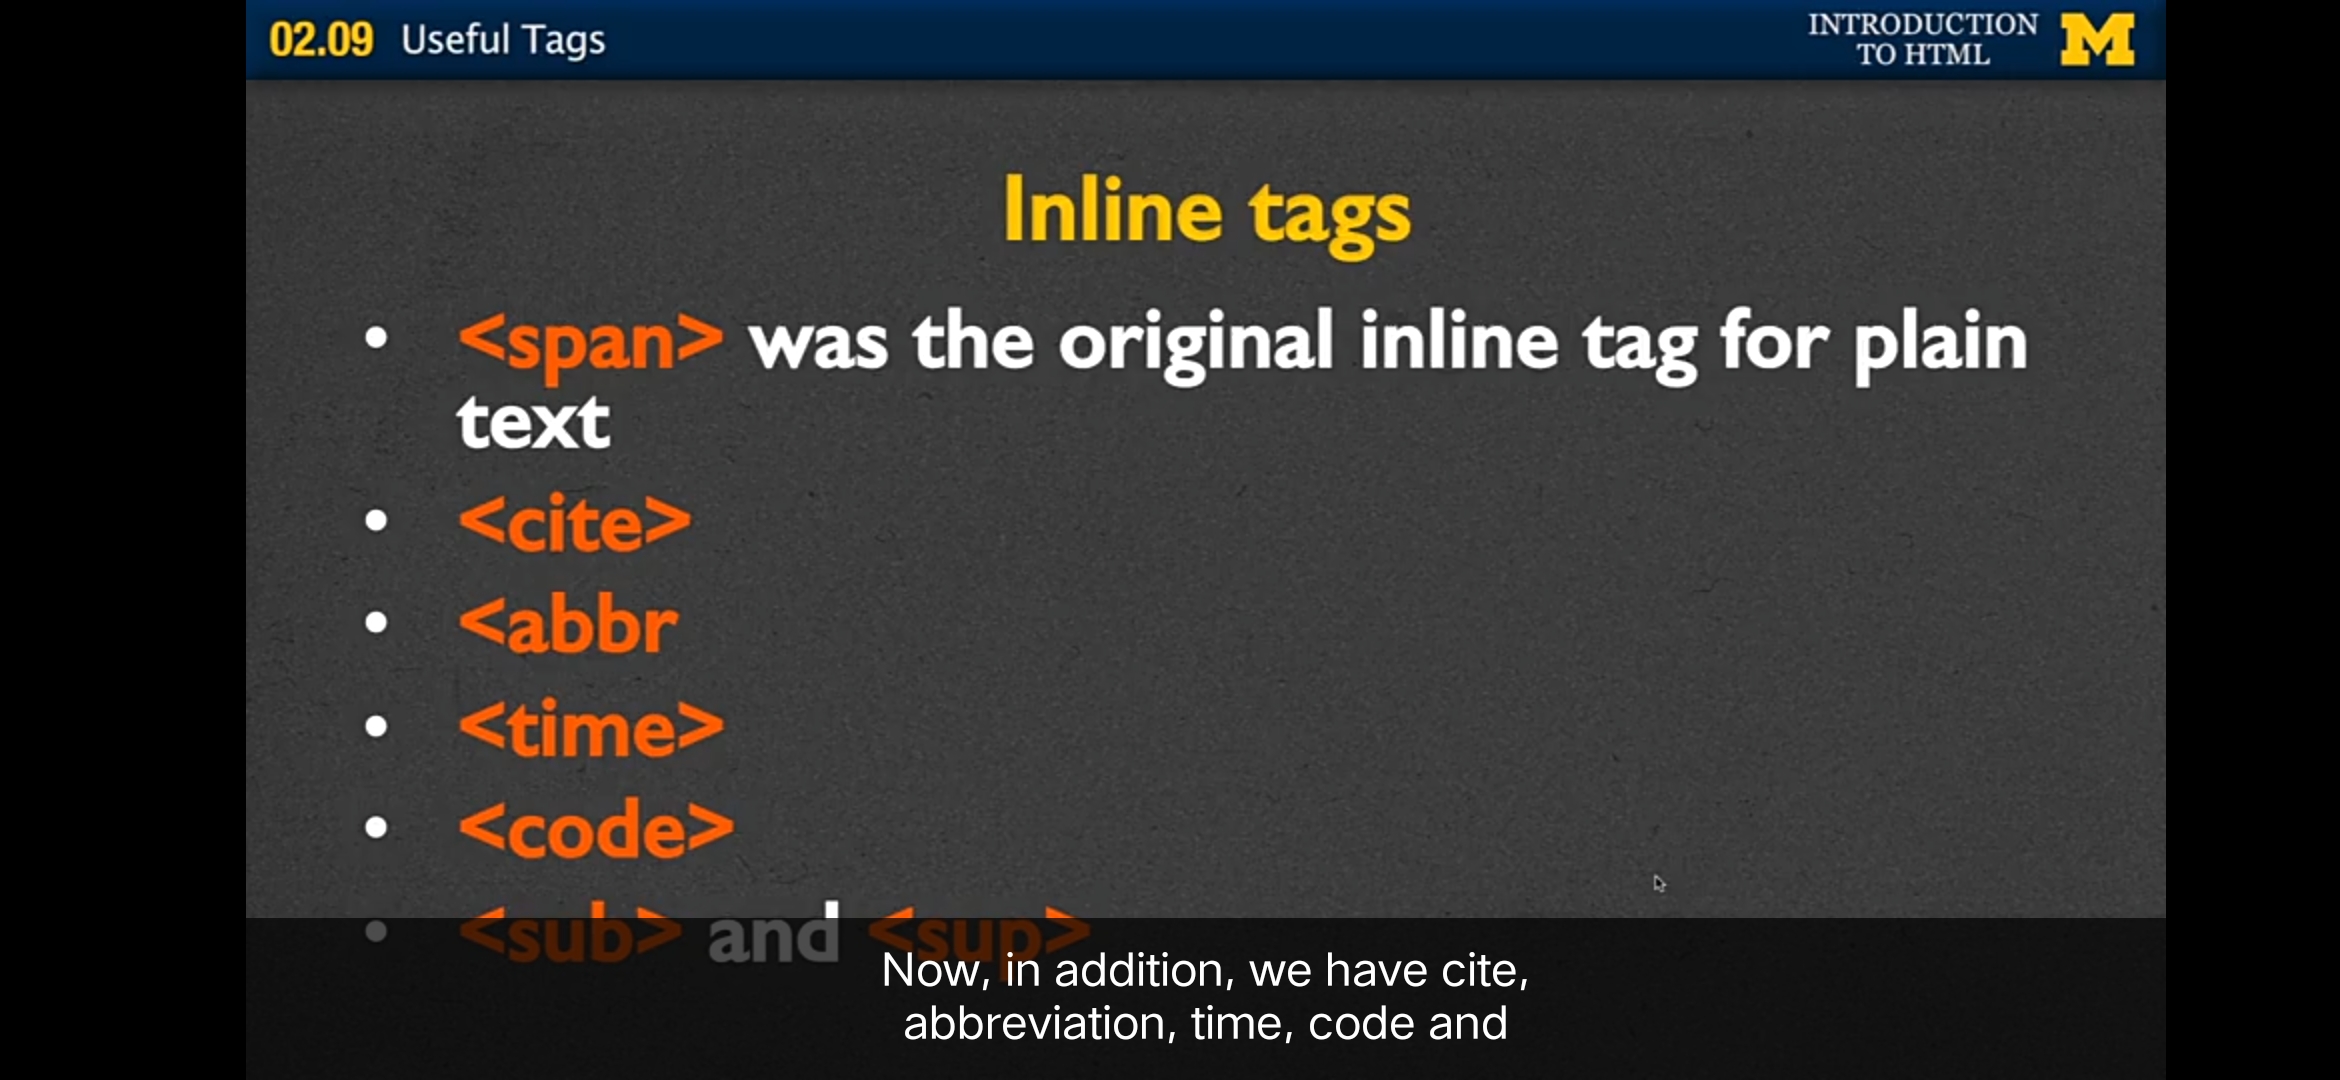 02.09 Useful Tags
INTRODUCTION
TO HTML
M
Inline tags
• <span> was the original inline tag for plain
text
• <cite>
• <abbr
• <time>
• <code>
• <sub> and <sup>
Now, in addition, we have cite,
abbreviation, time, code and